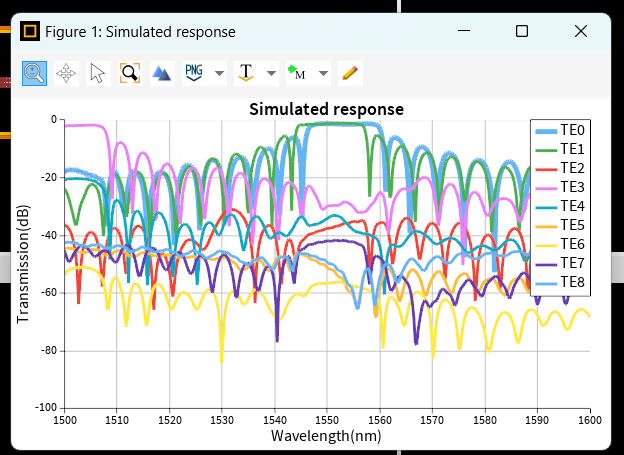 Figure 1: Simulated response
PNG T M
Simulated response
Transmission(dB)
0
-20
-40
-60
-80
-100
TE0
TE1
TE2
TE3
TE4
TE5
TE6
TE7
TE8
1500 1510 1520 1530 1540 1550 1560 1570 1580 1590 1600
Wavelength(nm)